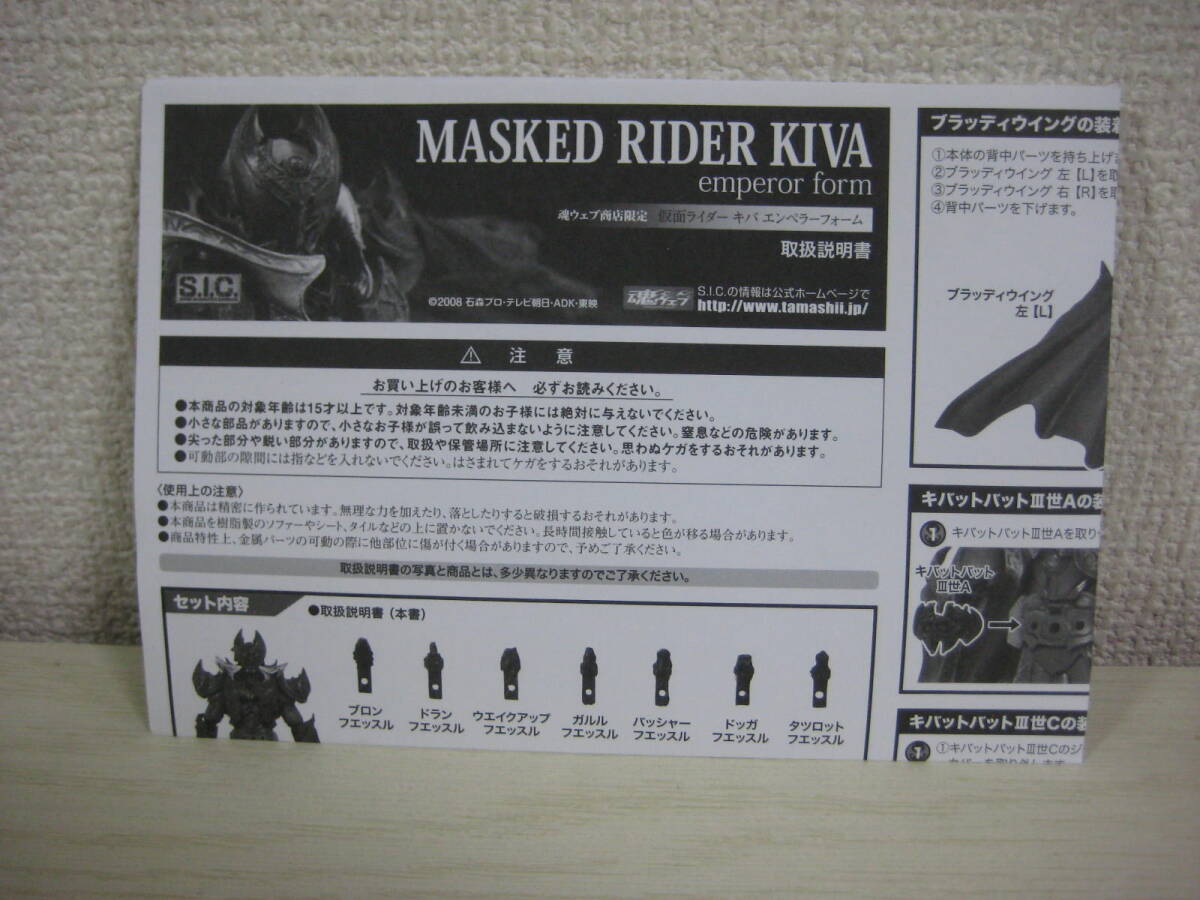 MASKED RIDER KIVA
emperor form
魂ウェブ商店限定 仮面ライダー キバ エンペラーフォーム
取扱説明書
S.I.C.
©2008 石森プロ・テレビ朝日・ADK・東映
魂ウェブ
S.I.C.の情報は公式ホームページで
http://www.tamashii.jp/
⚠ 注 意
お買い上げのお客様へ 必ずお読みください。
●本商品の対象年齢は15才以上です。対象年齢未満のお子様には絶対に与えないでください。
●小さな部品がありますので、小さなお子様が誤って飲み込まないように注意してください。窒息などの危険があります。
●尖った部分や鋭い部分がありますので、取扱や保管場所に注意してください。思わぬケガをするおそれがあります。
●可動部の隙間には指などを入れないでください。はさまれてケガをするおそれがあります。
〈使用上の注意〉
●本商品は精密に作られています。無理な力を加えたり、落としたりすると破損するおそれがあります。
●本商品を樹脂製のソファーやシート、タイルなどの上に置かないでください。長時間接触していると色が移る場合があります。
●商品特性上、金属パーツの可動の際に他部位に傷が付く場合がありますので、予めご了承ください。
取扱説明書の写真と商品とは、多少異なりますのでご了承ください。
セット内容
●取扱説明書（本書）
ブロン
フエッスル
ドラン
フエッスル
ウエイクアップ
フエッスル
ガルル
フエッスル
バッシャー
フエッスル
ドッガ
フエッスル
タツロット
フエッスル
ブラッディウイングの装着
①本体の背中パーツを持ち上げま
②ブラッディウイング 左【L】を取
③ブラッディウイング 右【R】を取
④背中パーツを下げます。
ブラッディウイング
左【L】
キバットバットⅢ世Aの装
1 キバットバットⅢ世Aを取り
キバットバット
Ⅲ世A
キバットバットⅢ世Cの装
1 ①キバットバットⅢ世Cのジ
カバーを取り外します